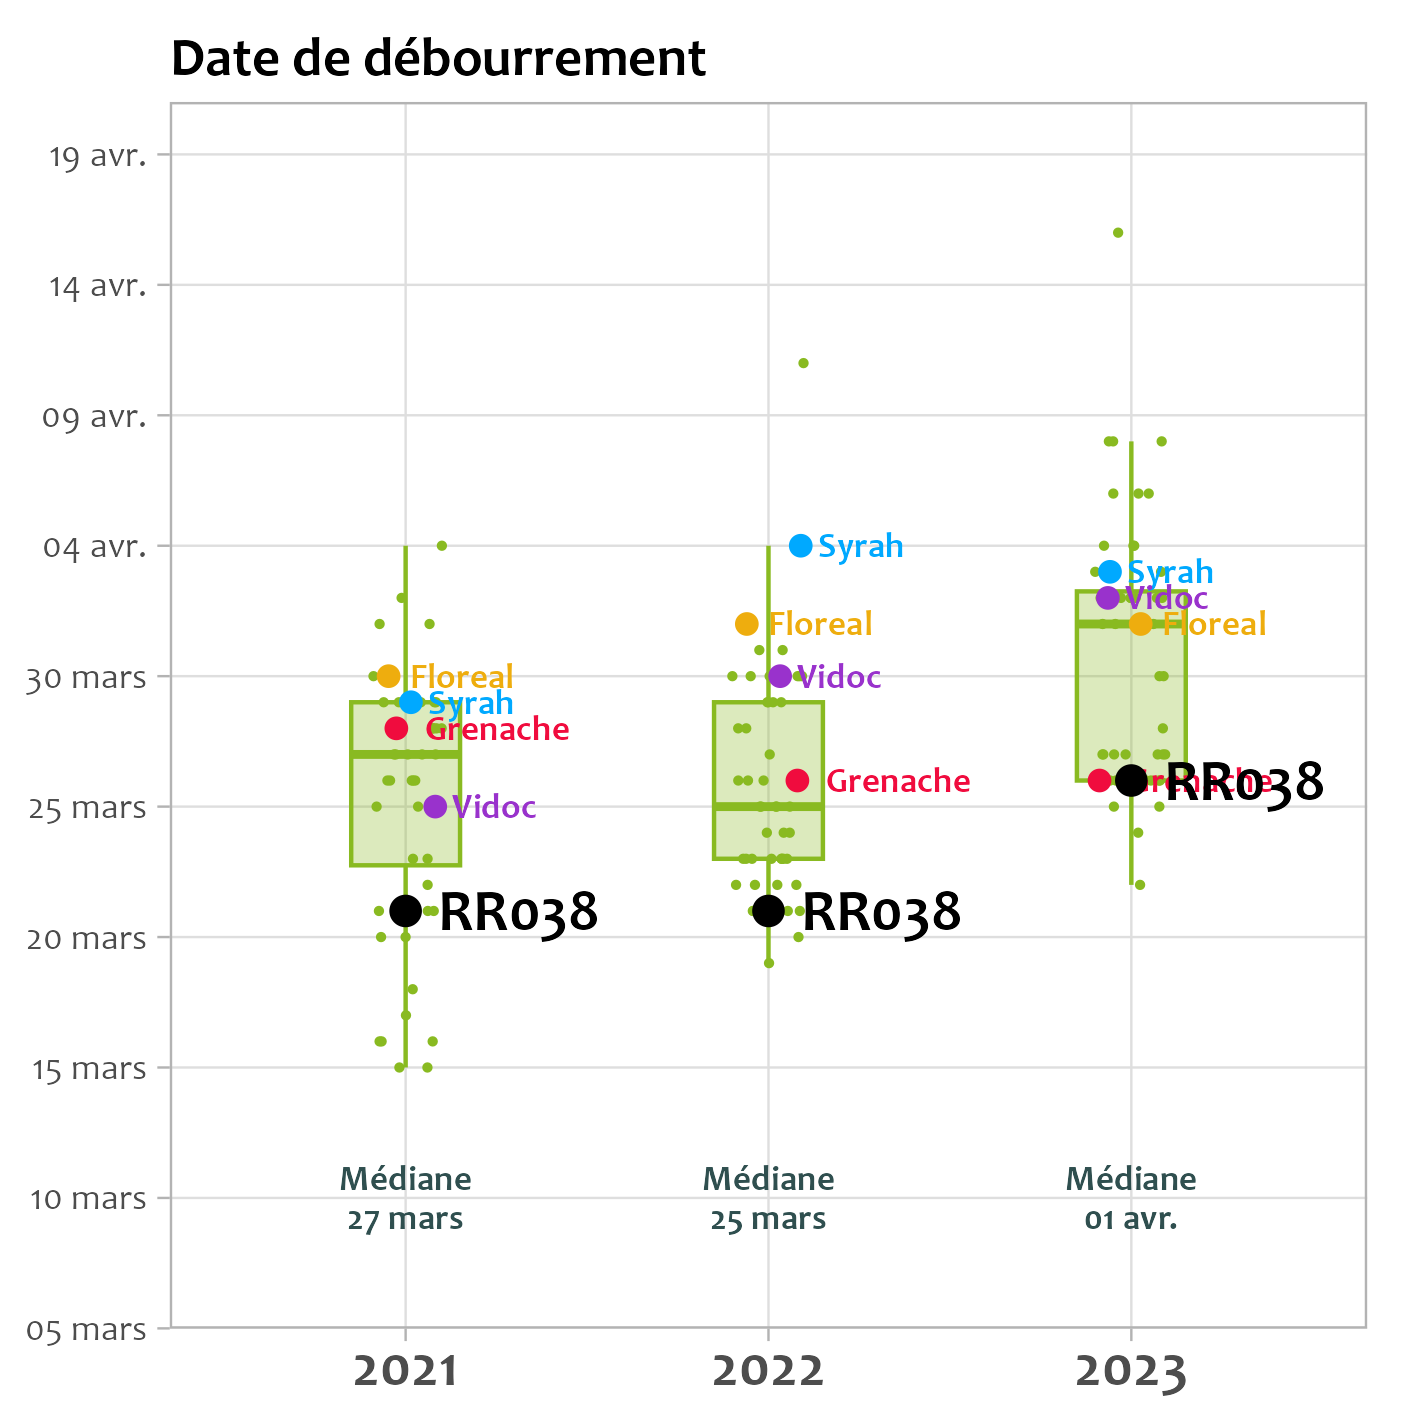 Date de débourrement
19 avr.
14 avr.
09 avr.
04 avr.
30 mars
25 mars
20 mars
15 mars
10 mars
05 mars
Floreal
Syrah
Grenache
Vidoc
RR038
Syrah
Floreal
Vidoc
Grenache
RR038
Syrah
Vidoc
Floreal
Grenache
RR038
Médiane
27 mars
Médiane
25 mars
Médiane
01 avr.
2021
2022
2023